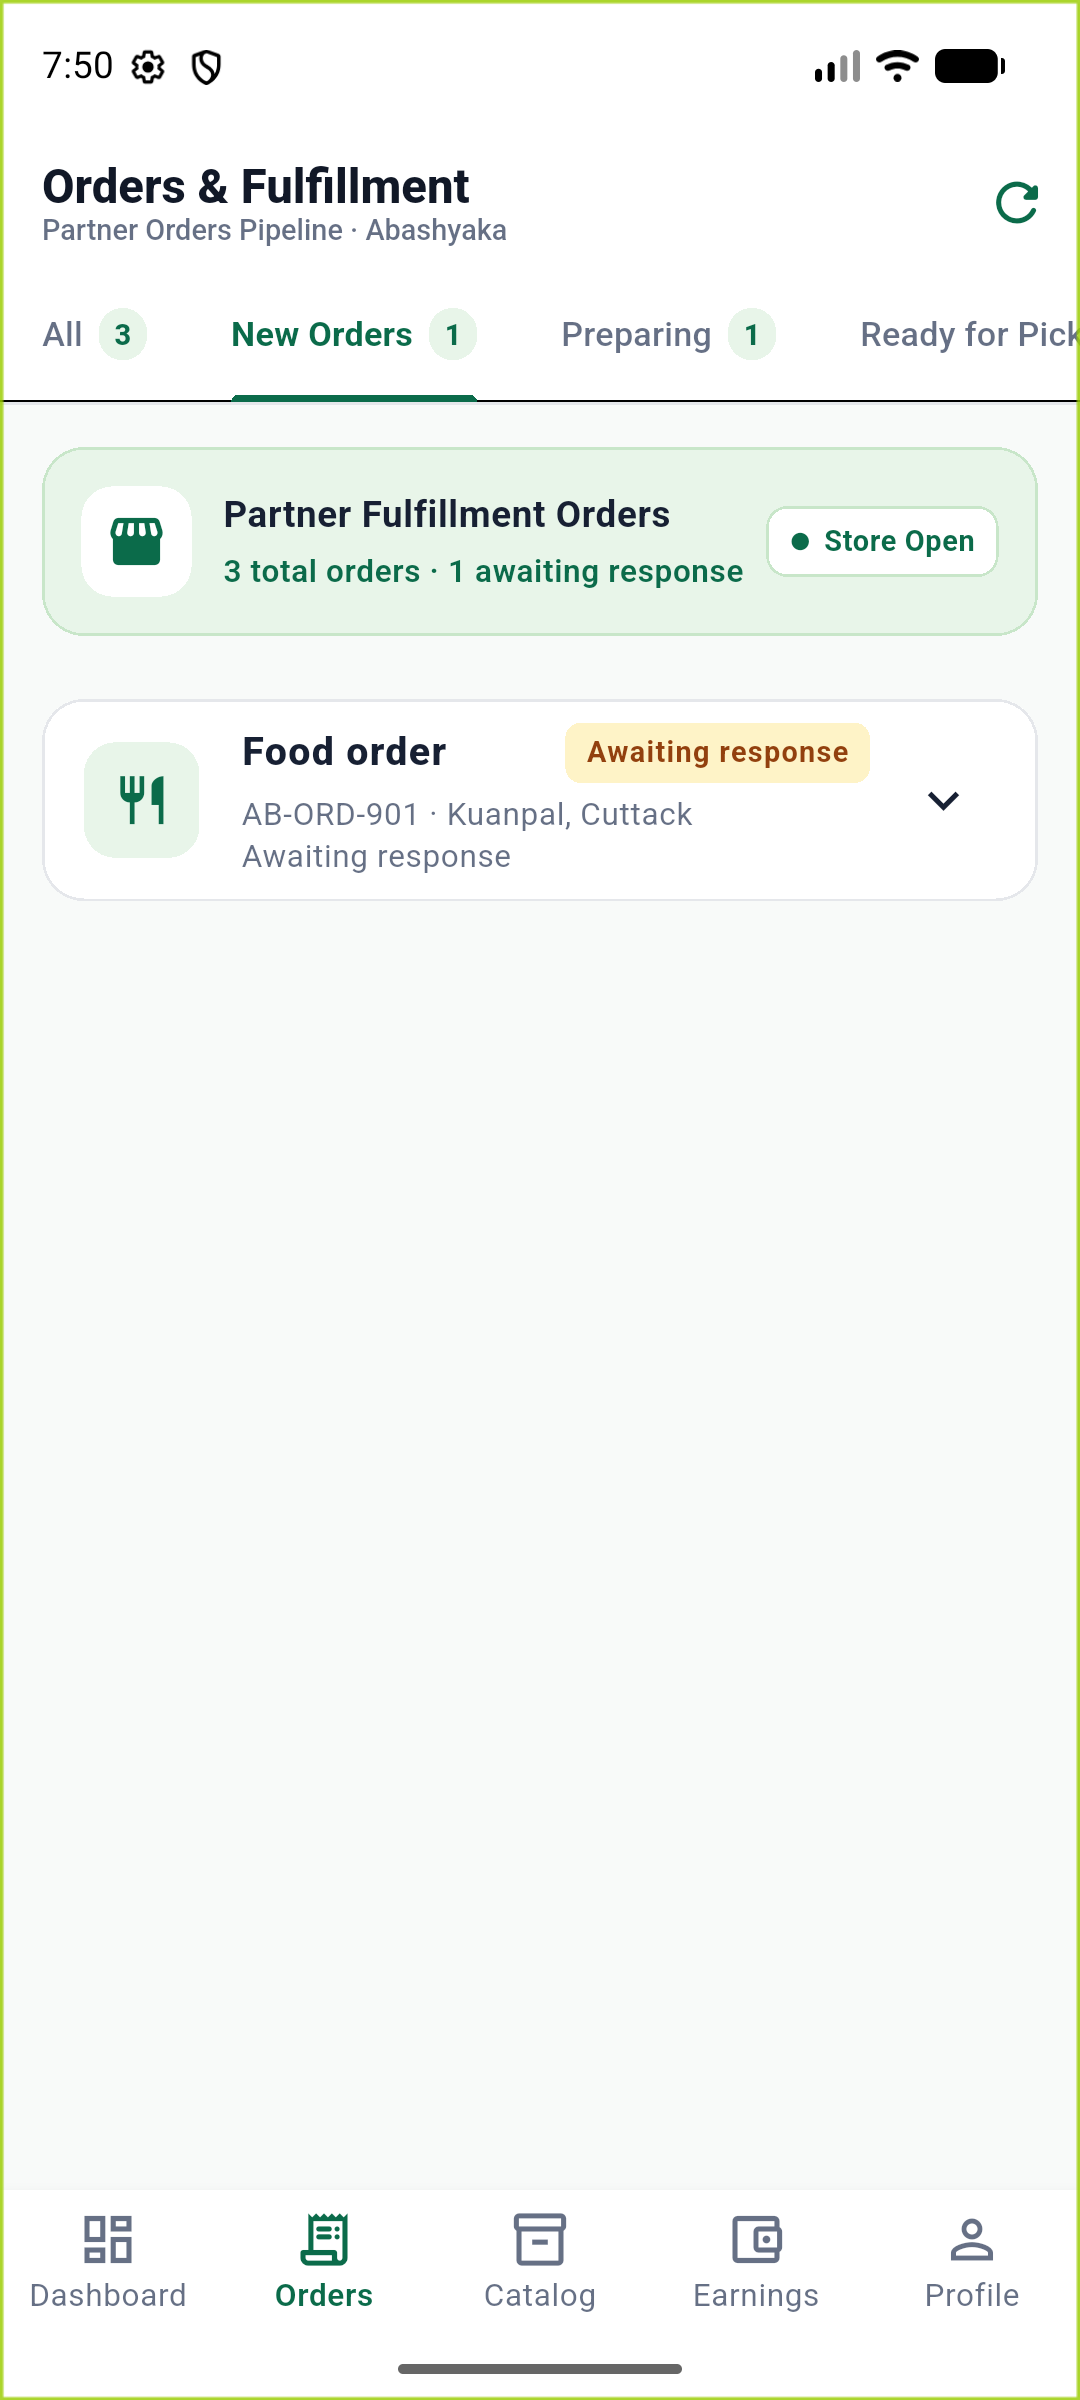 7:50
Orders & Fulfillment
Partner Orders Pipeline · Abashyaka
All 3 New Orders 1 Preparing 1 Ready for Pick
Partner Fulfillment Orders
3 total orders · 1 awaiting response
Store Open
Food order
Awaiting response
AB-ORD-901 · Kuanpal, Cuttack
Awaiting response
Dashboard Orders Catalog Earnings Profile